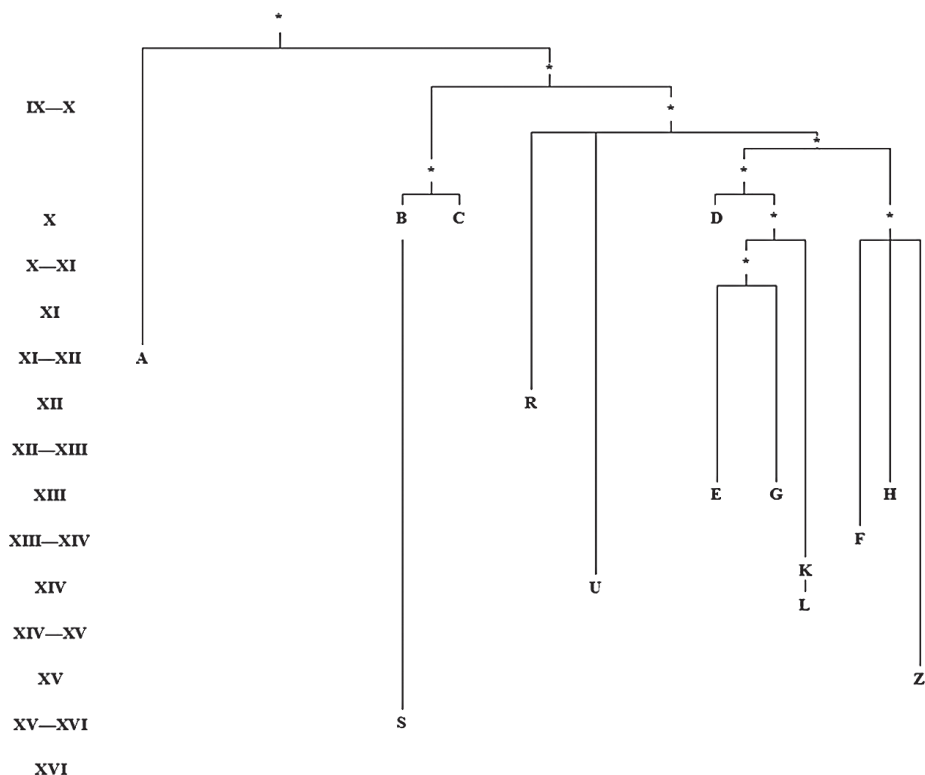 *
*
IX—X *
*
* *
X B C D * *
X—XI *
XI
XI—XII A
XII R
XII—XIII
XIII E G H
XIII—XIV F
K
XIV U
L
XIV—XV
XV Z
XV—XVI S
XVI